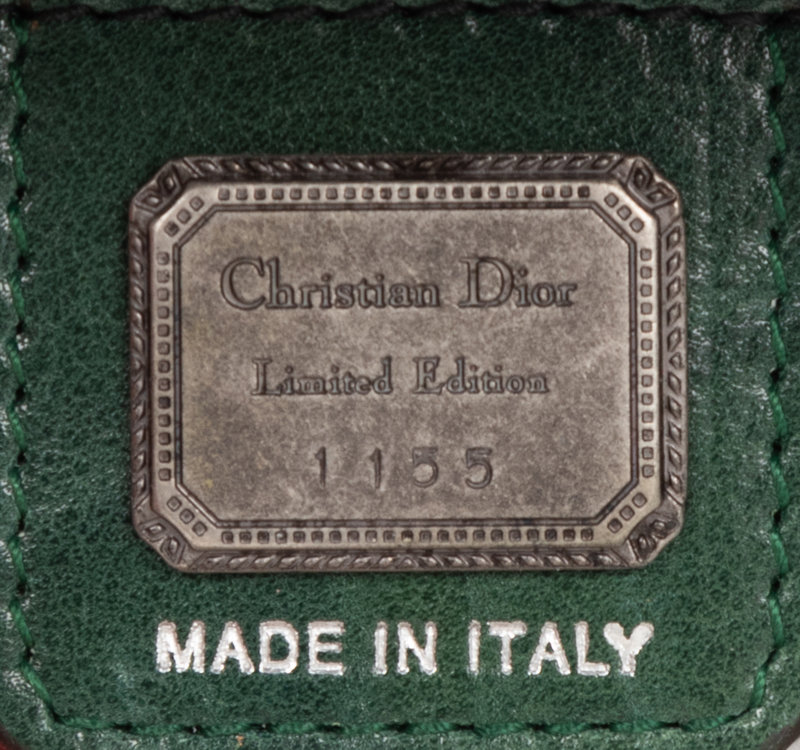 Christian Dior
Limited Edition
1155
MADE IN ITALY